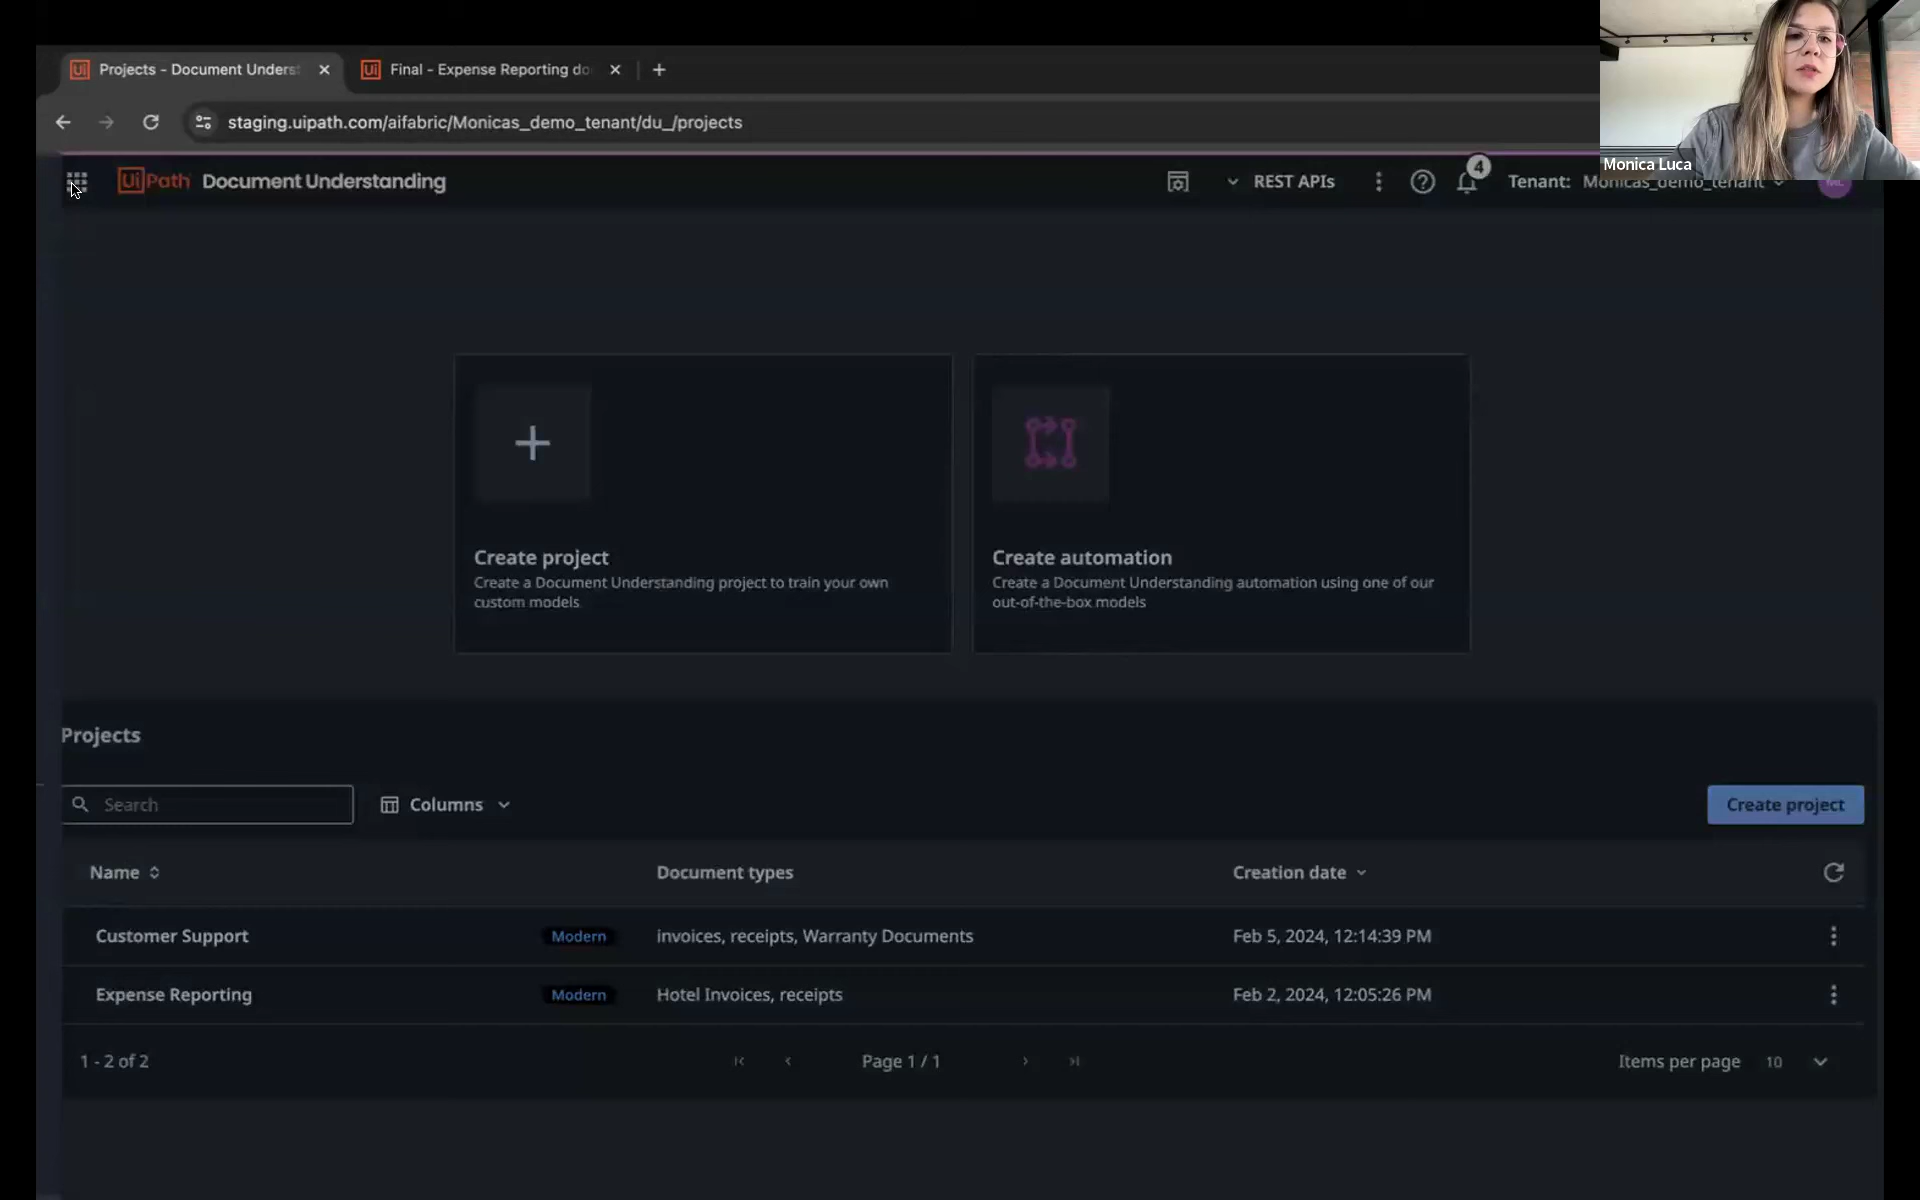 Projects - Document Unders
Final - Expense Reporting do
staging.uipath.com/aifabric/Monicas_demo_tenant/du_/projects
Monica Luca
UiPath Document Understanding
REST APIs
4
Tenant: Monicas_demo_tenant
Create project
Create a Document Understanding project to train your own
custom models
Create automation
Create a Document Understanding automation using one of our
out-of-the-box models
Projects
Search
Columns
Create project
Name
Document types
Creation date
Customer Support
Modern
invoices, receipts, Warranty Documents
Feb 5, 2024, 12:14:39 PM
Expense Reporting
Modern
Hotel Invoices, receipts
Feb 2, 2024, 12:05:26 PM
1 - 2 of 2
Page 1 / 1
Items per page
10